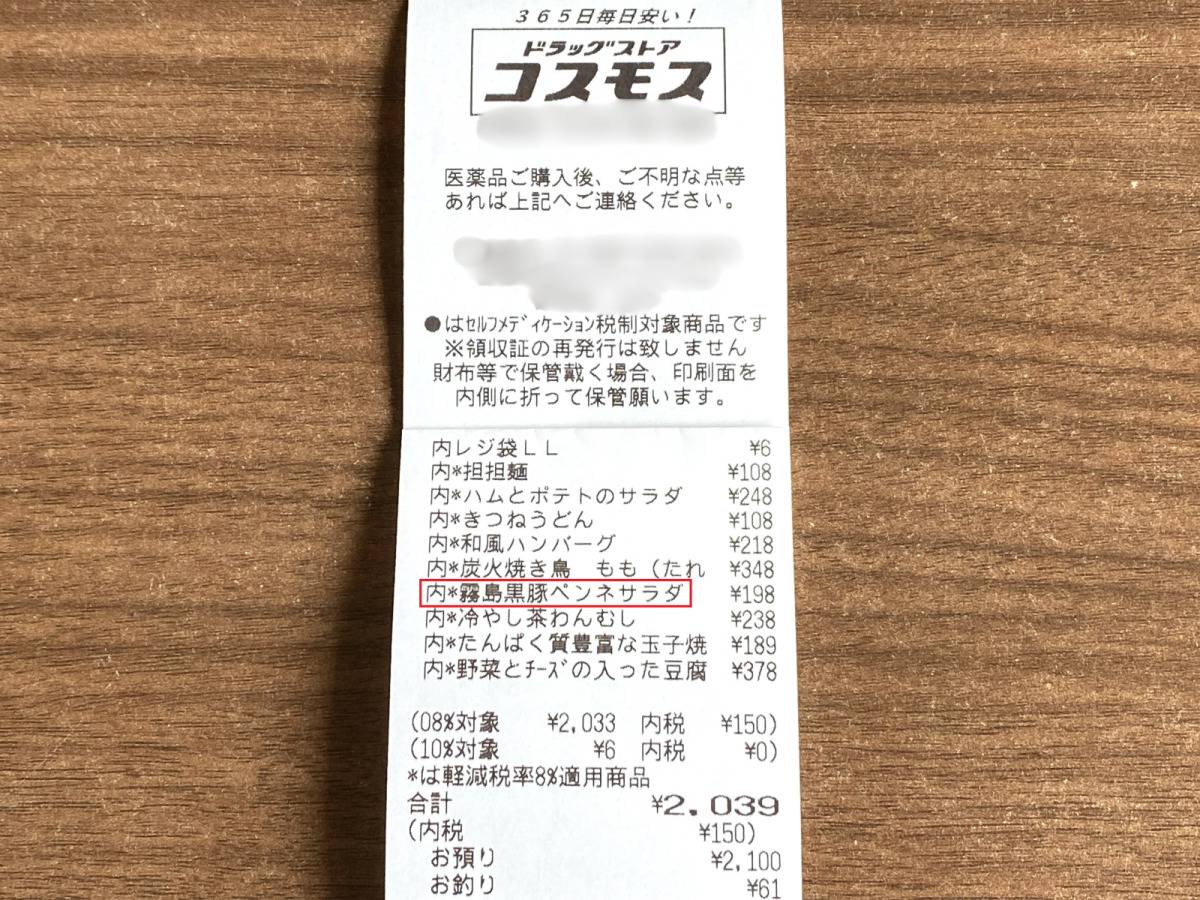 365日毎日安い!
ドラッグストア
コスモス
医薬品ご購入後、ご不明な点等
あれば上記へご連絡ください。
●はｾﾙﾌﾒﾃﾞｨｹｰｼｮﾝ税制対象商品です
※領収証の再発行は致しません
財布等で保管戴く場合、印刷面を
内側に折って保管願います。
内レジ袋LL ¥6
内*担担麺 ¥108
内*ハムとポテトのサラダ ¥248
内*きつねうどん ¥108
内*和風ハンバーグ ¥218
内*炭火焼き鳥 もも(たれ ¥348
内*霧島黒豚ペンネサラダ ¥198
内*冷やし茶わんむし ¥238
内*たんぱく質豊富な玉子焼 ¥189
内*野菜とﾁｰｽﾞの入った豆腐 ¥378
(08%対象 ¥2,033 内税 ¥150)
(10%対象 ¥6 内税 ¥0)
*は軽減税率8%適用商品
合計 ¥2,039
(内税 ¥150)
お預り ¥2,100
お釣り ¥61